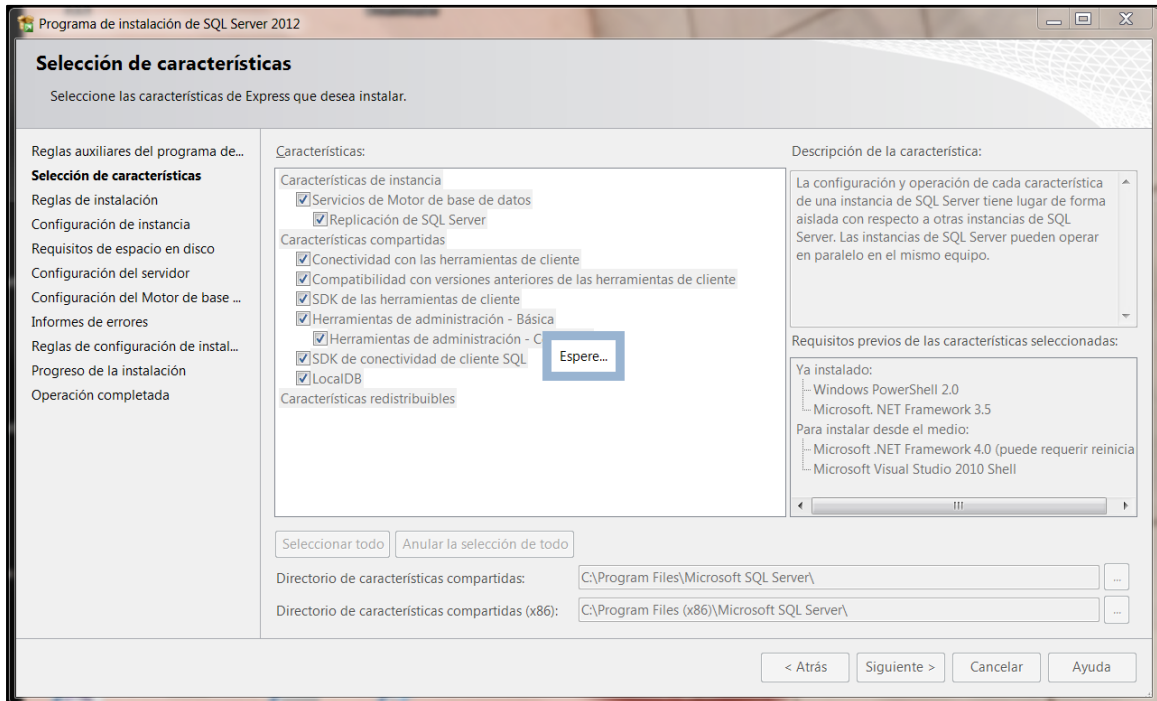 Programa de instalación de SQL Server 2012
Selección de características
Seleccione las características de Express que desea instalar.
Reglas auxiliares del programa de...
Selección de características
Reglas de instalación
Configuración de instancia
Requisitos de espacio en disco
Configuración del servidor
Configuración del Motor de base ...
Informes de errores
Reglas de configuración de instal...
Progreso de la instalación
Operación completada
Características:
Características de instancia
Servicios de Motor de base de datos
Replicación de SQL Server
Características compartidas
Conectividad con las herramientas de cliente
Compatibilidad con versiones anteriores de las herramientas de cliente
SDK de las herramientas de cliente
Herramientas de administración - Básica
Herramientas de administración - C
SDK de conectividad de cliente SQL
LocalDB
Características redistribuibles
Espere...
Descripción de la característica:
La configuración y operación de cada característica
de una instancia de SQL Server tiene lugar de forma
aislada con respecto a otras instancias de SQL
Server. Las instancias de SQL Server pueden operar
en paralelo en el mismo equipo.
Requisitos previos de las características seleccionadas:
Ya instalado:
Windows PowerShell 2.0
Microsoft. NET Framework 3.5
Para instalar desde el medio:
Microsoft .NET Framework 4.0 (puede requerir reinicia
Microsoft Visual Studio 2010 Shell
Seleccionar todo
Anular la selección de todo
Directorio de características compartidas:
C:\Program Files\Microsoft SQL Server\
...
Directorio de características compartidas (x86):
C:\Program Files (x86)\Microsoft SQL Server\
...
< Atrás
Siguiente >
Cancelar
Ayuda